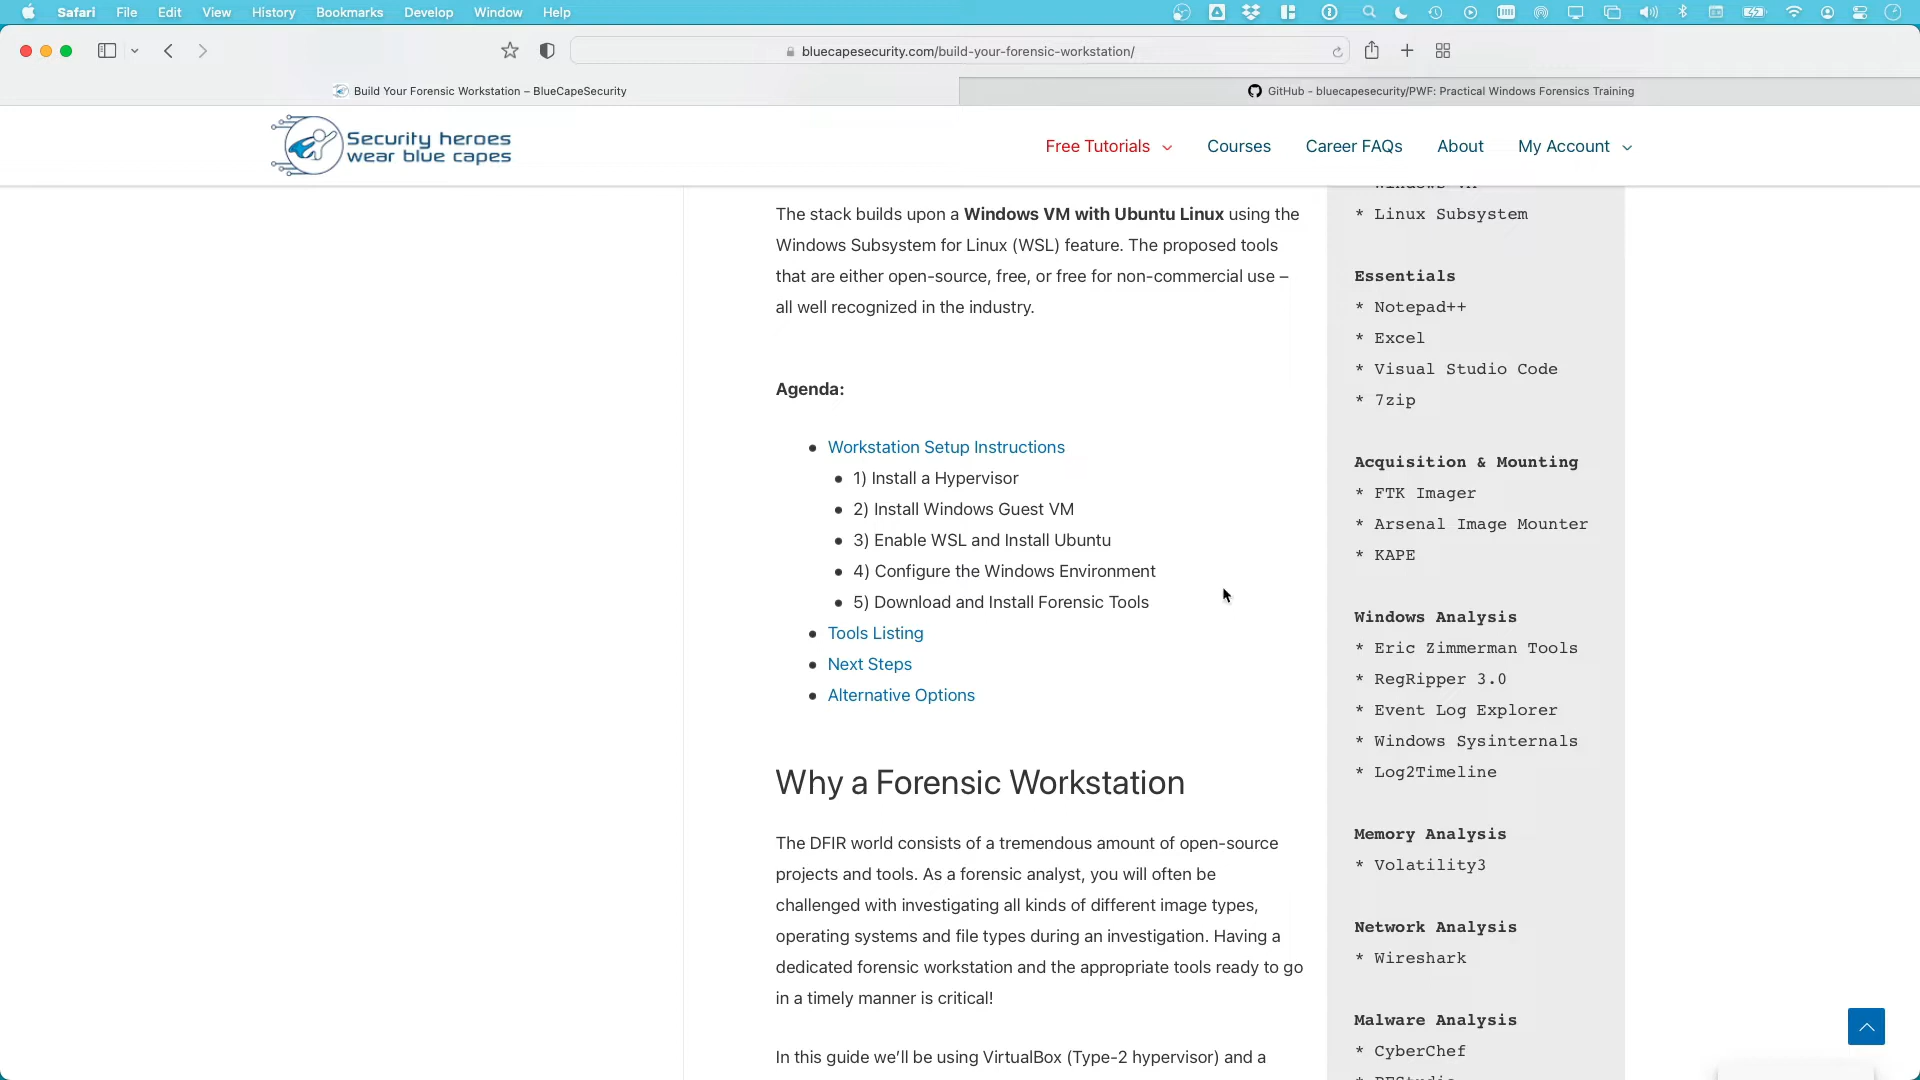 Safari File Edit View History Bookmarks Develop Window Help
bluecapesecurity.com/build-your-forensic-workstation/
Build Your Forensic Workstation – BlueCapeSecurity
GitHub - bluecapesecurity/PWF: Practical Windows Forensics Training
Security heroes
wear blue capes
Free Tutorials Courses Career FAQs About My Account
The stack builds upon a Windows VM with Ubuntu Linux using the
Windows Subsystem for Linux (WSL) feature. The proposed tools
that are either open-source, free, or free for non-commercial use –
all well recognized in the industry.
Agenda:
• Workstation Setup Instructions
• 1) Install a Hypervisor
• 2) Install Windows Guest VM
• 3) Enable WSL and Install Ubuntu
• 4) Configure the Windows Environment
• 5) Download and Install Forensic Tools
• Tools Listing
• Next Steps
• Alternative Options
Why a Forensic Workstation
The DFIR world consists of a tremendous amount of open-source
projects and tools. As a forensic analyst, you will often be
challenged with investigating all kinds of different image types,
operating systems and file types during an investigation. Having a
dedicated forensic workstation and the appropriate tools ready to go
in a timely manner is critical!
In this guide we'll be using VirtualBox (Type-2 hypervisor) and a
* Linux Subsystem
Essentials
* Notepad++
* Excel
* Visual Studio Code
* 7zip
Acquisition & Mounting
* FTK Imager
* Arsenal Image Mounter
* KAPE
Windows Analysis
* Eric Zimmerman Tools
* RegRipper 3.0
* Event Log Explorer
* Windows Sysinternals
* Log2Timeline
Memory Analysis
* Volatility3
Network Analysis
* Wireshark
Malware Analysis
* CyberChef